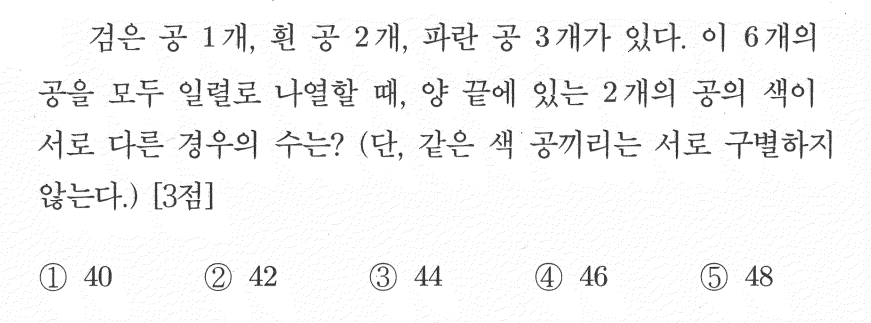 검은 공 1개, 흰 공 2개, 파란 공 3개가 있다. 이 6개의
공을 모두 일렬로 나열할 때, 양 끝에 있는 2개의 공의 색이
서로 다른 경우의 수는? (단, 같은 색 공끼리는 서로 구별하지
않는다.) [3점]
① 40 ② 42 ③ 44 ④ 46 ⑤ 48